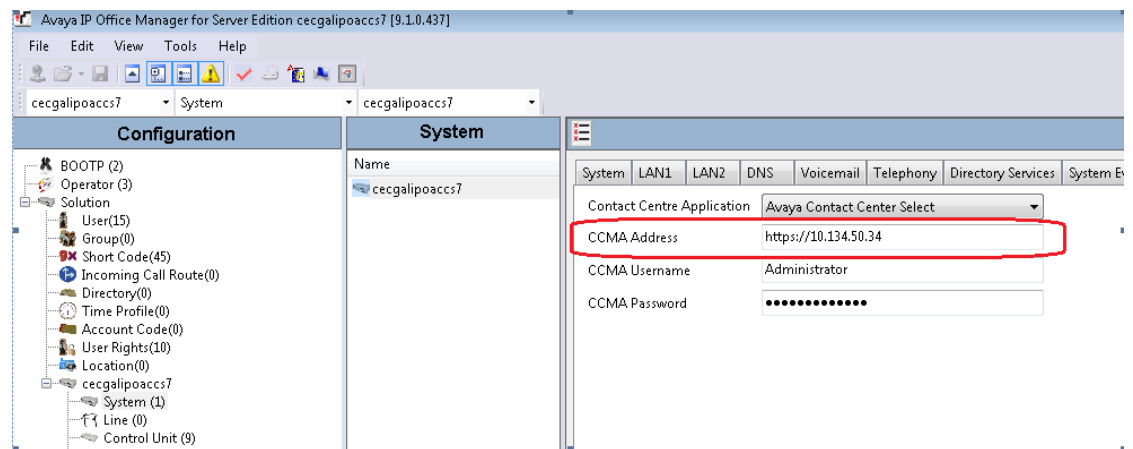 Avaya IP Office Manager for Server Edition cecgalipoaccs7 [9.1.0.437]
File Edit View Tools Help
cecgalipoaccs7 System cecgalipoaccs7
Configuration
BOOTP (2)
Operator (3)
Solution
User(15)
Group(0)
Short Code(45)
Incoming Call Route(0)
Directory(0)
Time Profile(0)
Account Code(0)
User Rights(10)
Location(0)
cecgalipoaccs7
System (1)
Line (0)
Control Unit (9)
System
Name
cecgalipoaccs7
System LAN1 LAN2 DNS Voicemail Telephony Directory Services System Ev
Contact Centre Application Avaya Contact Center Select
CCMA Address https://10.134.50.34
CCMA Username Administrator
CCMA Password •••••••••••••